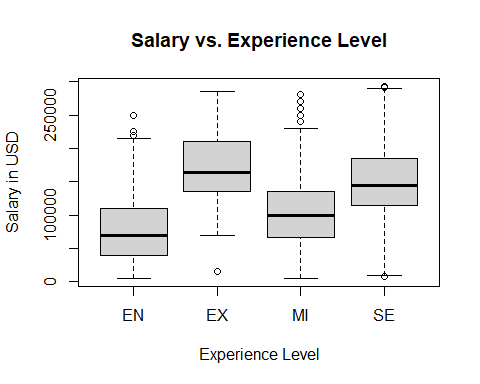 Salary vs. Experience Level
Salary in USD
250000
100000
0
EN EX MI SE
Experience Level